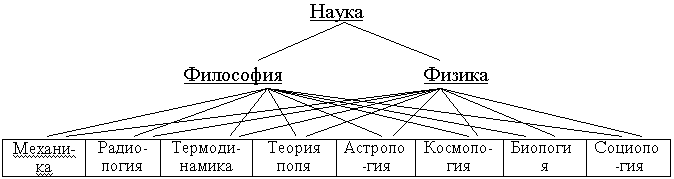 Наука
Философия
Физика
Механи-
ка
Радио-
логия
Термоди-
намика
Теория
поля
Астроло
-гия
Космоло-
гия
Биологи
я
Социоло
-гия